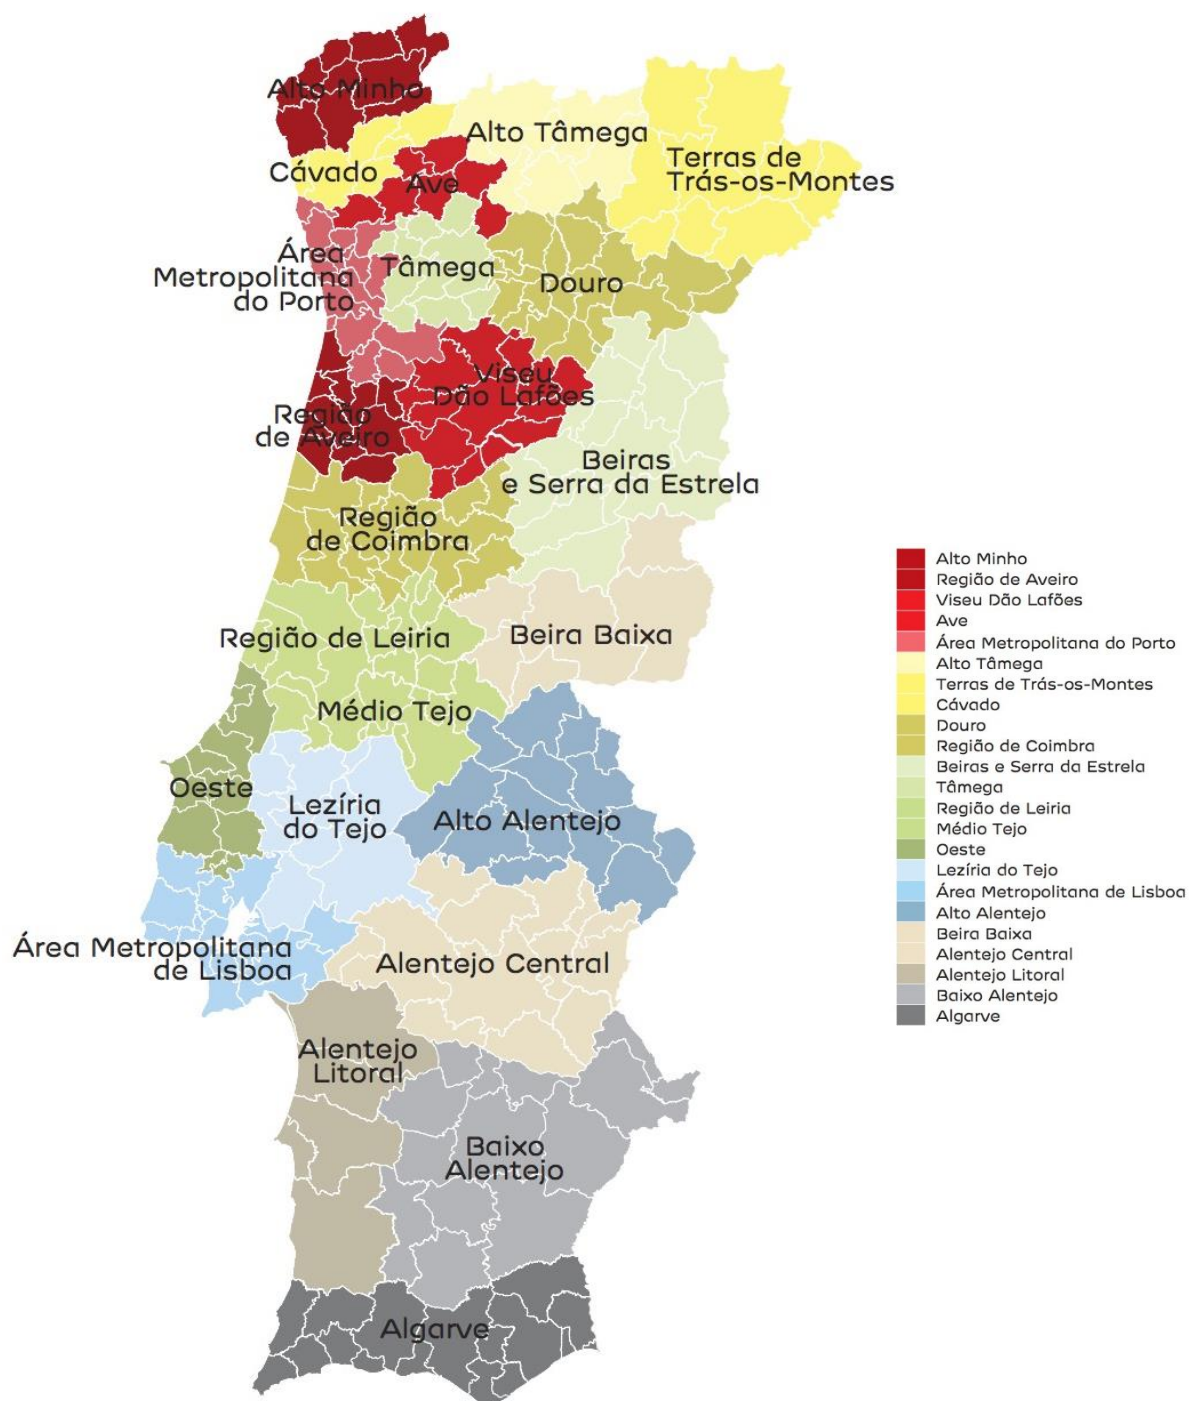 Alto Minho
Alto Tâmega
Terras de
Trás-os-Montes
Cávado
Ave
Área
Metropolitana
do Porto
Tâmega
Douro
Viseu
Dão Lafões
Região
de Aveiro
Beiras
e Serra da Estrela
Região
de Coimbra
Região de Leiria
Beira Baixa
Médio Tejo
Oeste
Lezíria
do Tejo
Alto Alentejo
Área Metropolitana
de Lisboa
Alentejo Central
Alentejo
Litoral
Baixo
Alentejo
Algarve
Alto Minho
Região de Aveiro
Viseu Dão Lafões
Ave
Área Metropolitana do Porto
Alto Tâmega
Terras de Trás-os-Montes
Cávado
Douro
Região de Coimbra
Beiras e Serra da Estrela
Tâmega
Região de Leiria
Médio Tejo
Oeste
Lezíria do Tejo
Área Metropolitana de Lisboa
Alto Alentejo
Beira Baixa
Alentejo Central
Alentejo Litoral
Baixo Alentejo
Algarve